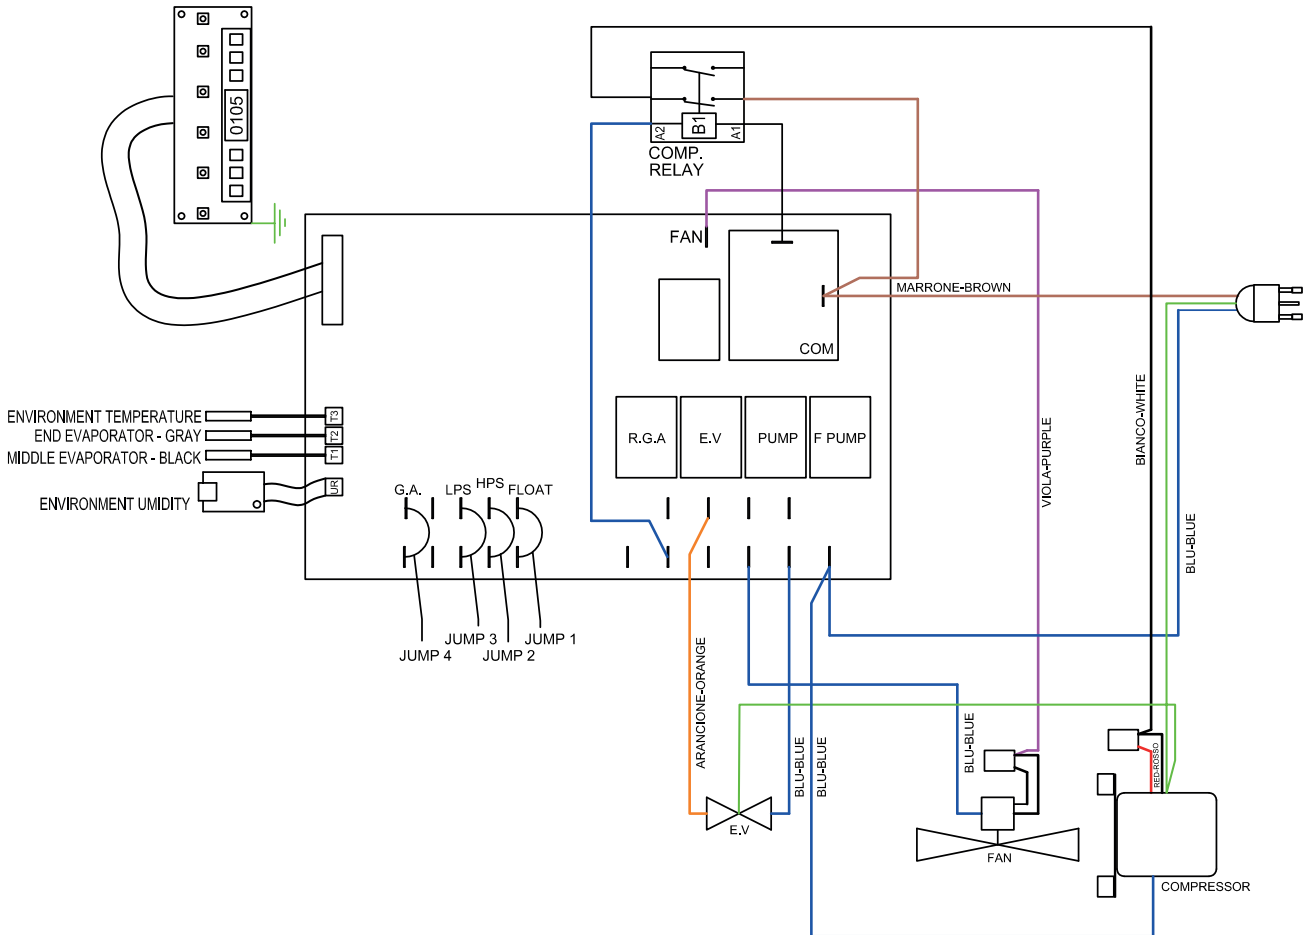 0105
B1
A2
A1
COMP.
RELAY
FAN
MARRONE-BROWN
COM
ENVIRONMENT TEMPERATURE
T3
END EVAPORATOR - GRAY
T2
MIDDLE EVAPORATOR - BLACK
T1
ENVIRONMENT UMIDITY
UR
R.G.A
E.V
PUMP
F PUMP
G.A.
LPS
HPS
FLOAT
JUMP 4
JUMP 3
JUMP 2
JUMP 1
VIOLA-PURPLE
BIANCO-WHITE
BLU-BLUE
ARANCIONE-ORANGE
BLU-BLUE
BLU-BLUE
BLU-BLUE
RED-ROSSO
E.V
FAN
COMPRESSOR